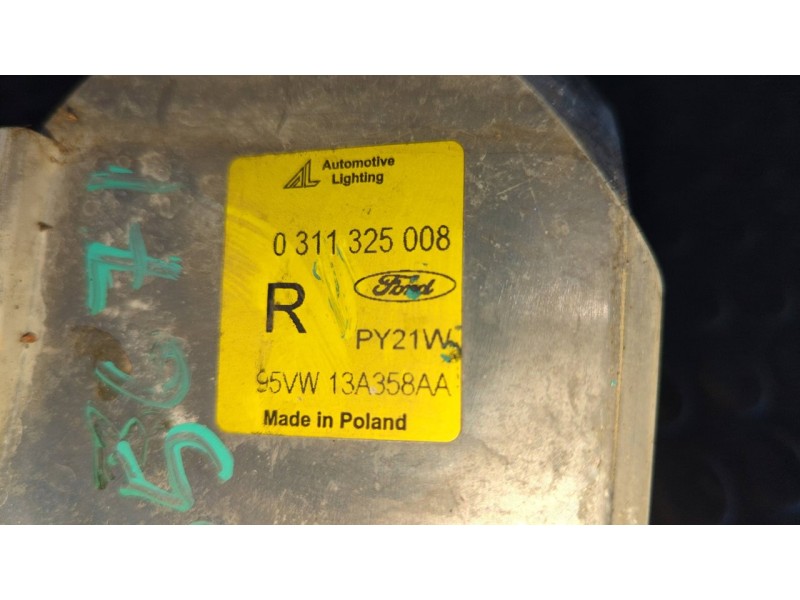 Automotive
Lighting
0 311 325 008
R
Ford
PY21W
95VW 13A358AA
Made in Poland